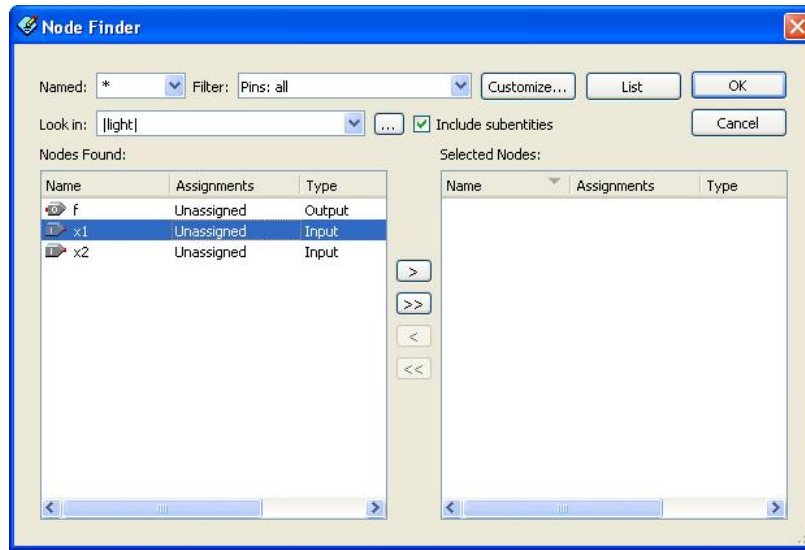 Node Finder
Named: * Filter: Pins: all Customize... List OK
Look in: |light| ... Include subentities Cancel
Nodes Found: Selected Nodes:
Name Assignments Type Name Assignments Type
f Unassigned Output
x1 Unassigned Input
x2 Unassigned Input
>
>>
<
<<